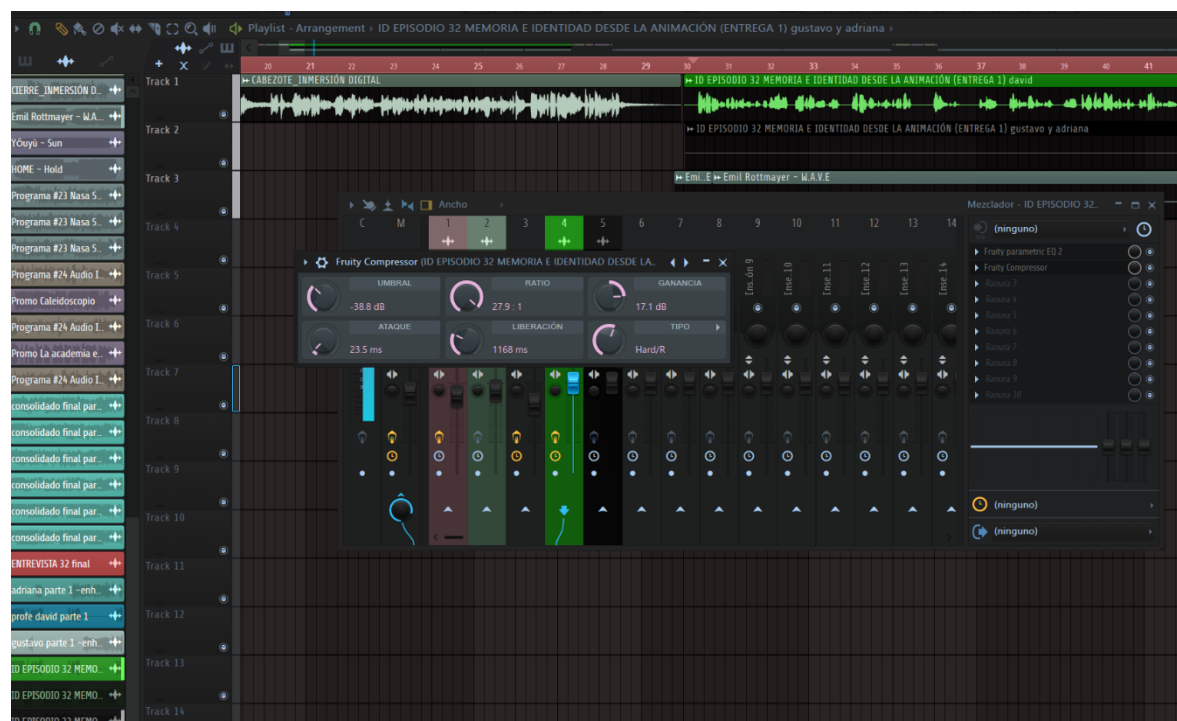 Playlist - Arrangement › ID EPISODIO 32 MEMORIA E IDENTIDAD DESDE LA ANIMACIÓN (ENTREGA 1) gustavo y adriana
20 21 22 23 24 25 26 27 28 29 30 31 32 33 34 35 36 37 38 39 40 41
CIERRE_INMERSIÓN D..
Emil Rottmayer - W.A...
Yǒuyù - Sun
HOME - Hold
Programa #23 Nasa S..
Programa #23 Nasa S..
Programa #23 Nasa S..
Programa #24 Audio I..
Promo Caleidoscopio
Programa #24 Audio I..
Promo La academia e..
Programa #24 Audio I..
consolidado final par..
consolidado final par..
consolidado final par..
consolidado final par..
consolidado final par..
consolidado final par..
ENTREVISTA 32 final
adriana parte 1 -enh..
profe david parte 1
gustavo parte 1 -enh..
ID EPISODIO 32 MEMO..
ID EPISODIO 32 MEMO..
ID EPISODIO 32 MEMO..
Track 1
Track 2
Track 3
Track 4
Track 5
Track 6
Track 7
Track 8
Track 9
Track 10
Track 11
Track 12
Track 13
Track 14
CABEZOTE_INMERSIÓN DIGITAL
ID EPISODIO 32 MEMORIA E IDENTIDAD DESDE LA ANIMACIÓN (ENTREGA 1) david
ID EPISODIO 32 MEMORIA E IDENTIDAD DESDE LA ANIMACIÓN (ENTREGA 1) gustavo y adriana
Emi..E
Emil Rottmayer - W.A.V.E
Ancho
Mezclador - ID EPISODIO 32..
C M 1 2 3 4 5 6 7 8 9 10 11 12 13 14
Fruity Compressor (ID EPISODIO 32 MEMORIA E IDENTIDAD DESDE LA..
UMBRAL
-38.8 dB
RATIO
27.9 : 1
GANANCIA
17.1 dB
ATAQUE
23.5 ms
LIBERACIÓN
1168 ms
TIPO
Hard/R
Ins..ón 9
Inse..10
Inse..11
Inse..12
Inse..13
Inse..14
(ninguno)
Fruity parametric EQ 2
Fruity Compressor
Ranura 3
Ranura 4
Ranura 5
Ranura 6
Ranura 7
Ranura 8
Ranura 9
Ranura 10
(ninguno)
(ninguno)